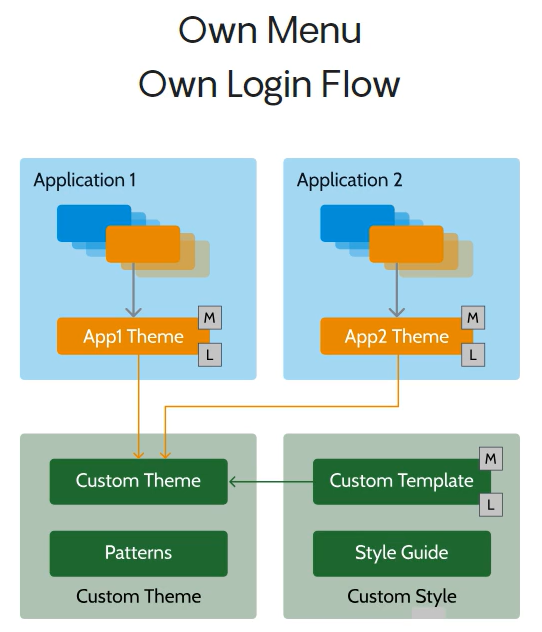 Own Menu
Own Login Flow
Application 1
Application 2
M
App1 Theme
L
M
App2 Theme
L
Custom Theme
Custom Template
M
L
Patterns
Style Guide
Custom Theme
Custom Style